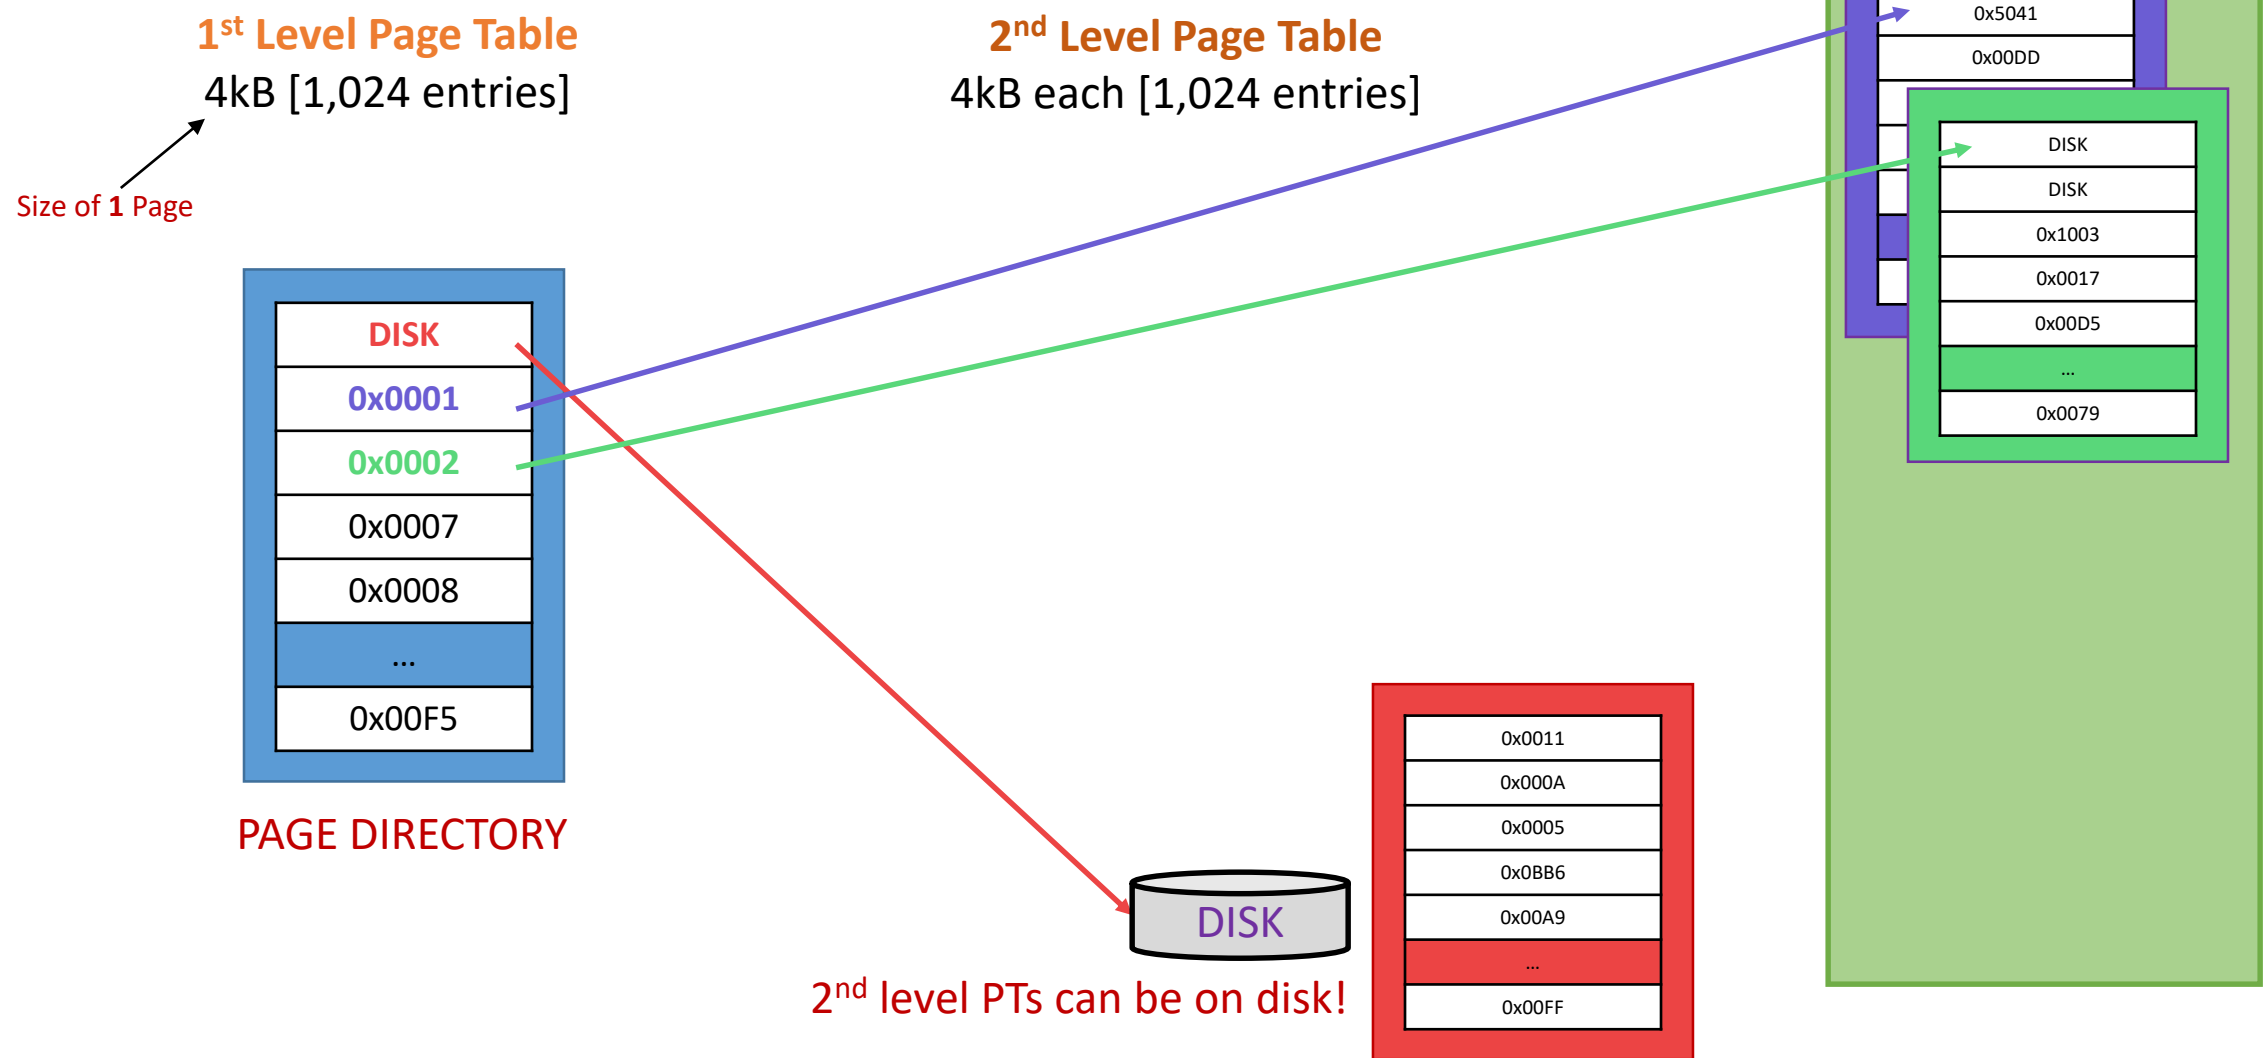 1st Level Page Table
4kB [1,024 entries]
Size of 1 Page
2nd Level Page Table
4kB each [1,024 entries]
0x5041
0x00DD
DISK
DISK
0x1003
0x0017
0x00D5
...
0x0079
DISK
0x0001
0x0002
0x0007
0x0008
...
0x00F5
PAGE DIRECTORY
DISK
2nd level PTs can be on disk!
0x0011
0x000A
0x0005
0x0BB6
0x00A9
...
0x00FF